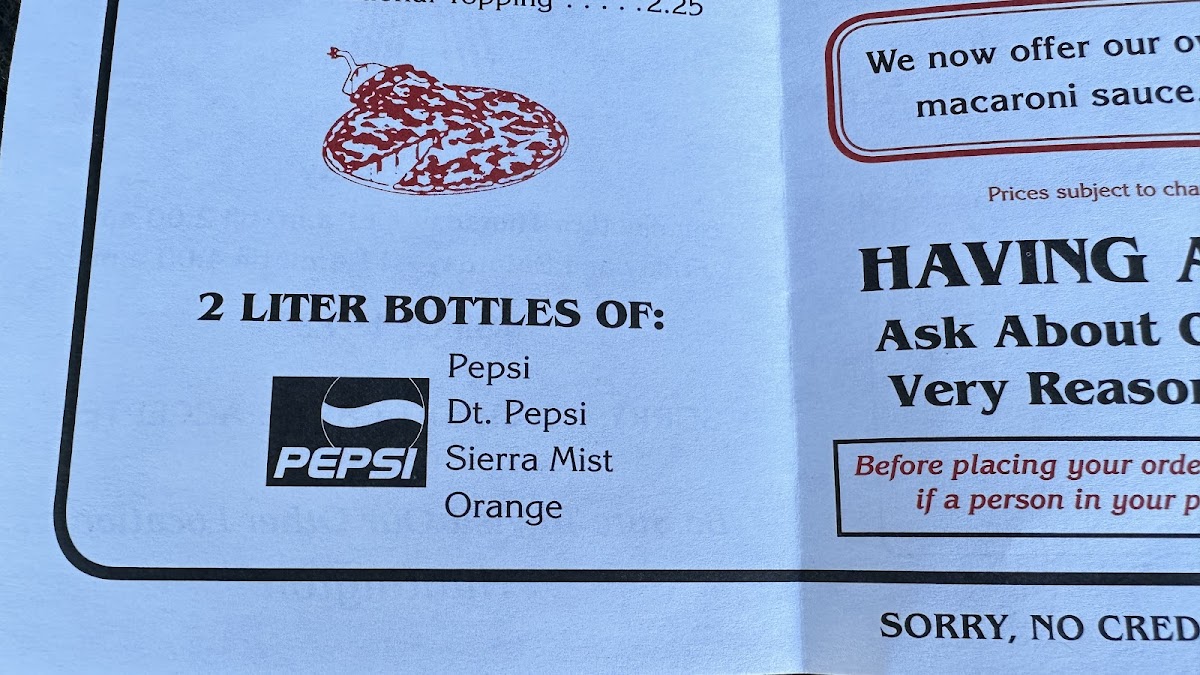 Topping . . . . . 2.25
2 LITER BOTTLES OF:
Pepsi
Dt. Pepsi
Sierra Mist
Orange
PEPSI
We now offer our
macaroni sauce
Prices subject to
HAVING
Ask About
Very
Before placing your
if a person in your
SORRY, NO